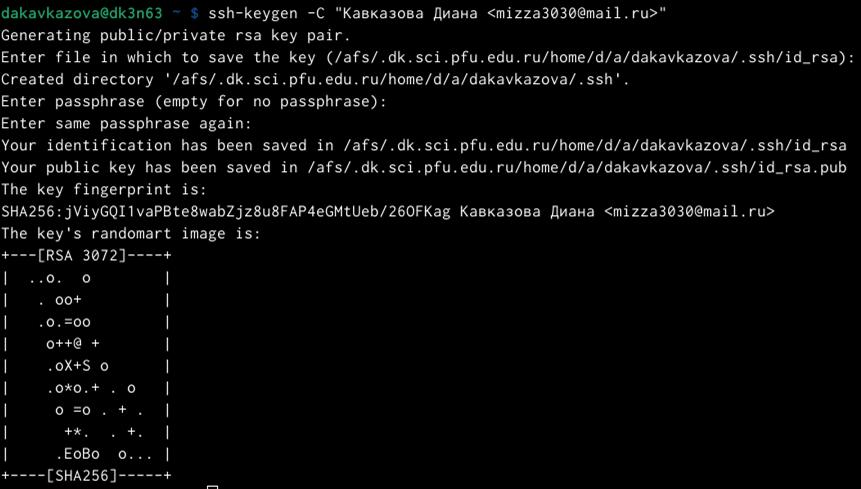 dakavkazova@dk3n63 ~ $ ssh-keygen -C "Кавказова Диана <mizza3030@mail.ru>"
Generating public/private rsa key pair.
Enter file in which to save the key (/afs/.dk.sci.pfu.edu.ru/home/d/a/dakavkazova/.ssh/id_rsa):
Created directory '/afs/.dk.sci.pfu.edu.ru/home/d/a/dakavkazova/.ssh'.
Enter passphrase (empty for no passphrase):
Enter same passphrase again:
Your identification has been saved in /afs/.dk.sci.pfu.edu.ru/home/d/a/dakavkazova/.ssh/id_rsa
Your public key has been saved in /afs/.dk.sci.pfu.edu.ru/home/d/a/dakavkazova/.ssh/id_rsa.pub
The key fingerprint is:
SHA256:jViyGQI1vaPBte8wabZjz8u8FAP4eGMtUeb/26OFKag Кавказова Диана <mizza3030@mail.ru>
The key's randomart image is:
+---[RSA 3072]----+
|  ..o.  o        |
|   . oo+         |
|   .o.=oo        |
|    o++@ +       |
|    .oX+S o      |
|    .o*o.+ . o   |
|     o =o . + .  |
|      +*.  . +.  |
|     .EoBo  o... |
+----[SHA256]-----+